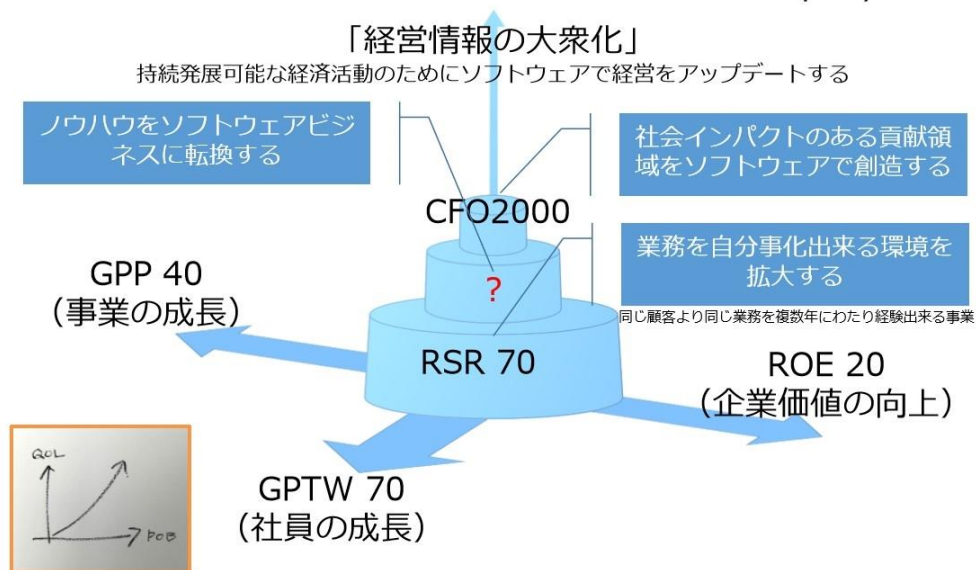 「経営情報の大衆化」
持続発展可能な経済活動のためにソフトウェアで経営をアップデートする
ノウハウをソフトウェアビジ
ネスに転換する
社会インパクトのある貢献領
域をソフトウェアで創造する
CFO2000
業務を自分事化出来る環境を
拡大する
同じ顧客より同じ業務を複数年にわたり経験出来る事業
GPP 40
（事業の成長）
?
RSR 70
ROE 20
（企業価値の向上）
GPTW 70
（社員の成長）
QOL